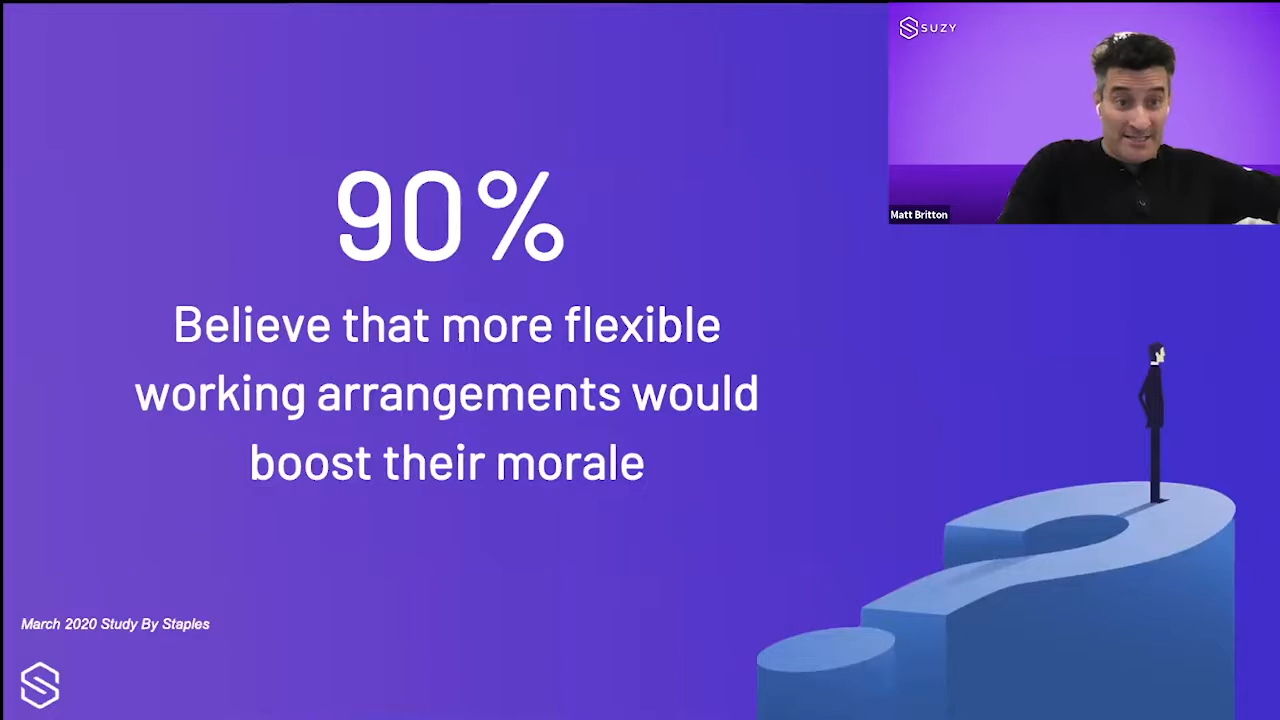 90%
Believe that more flexible
working arrangements would
boost their morale
March 2020 Study By Staples
SUZY
Matt Britton